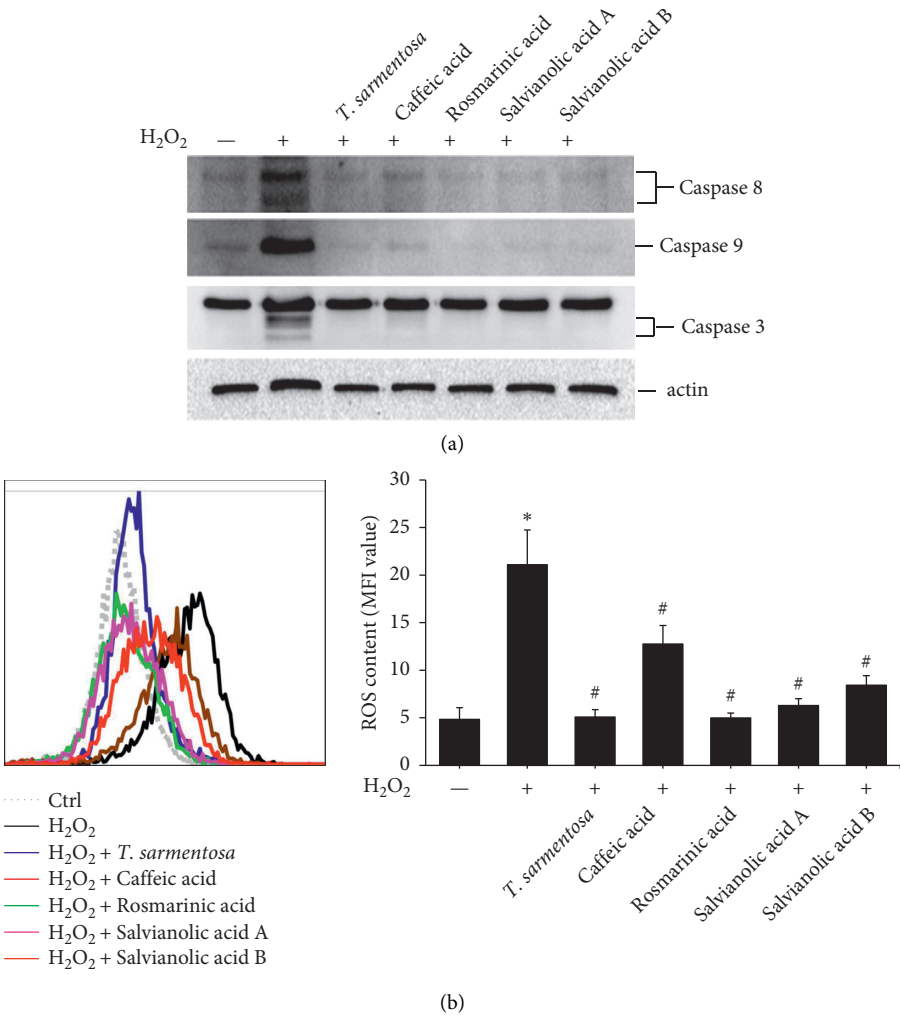 T. sarmentosa
Caffeic acid
Rosmarinic acid
Salvianolic acid A
Salvianolic acid B
H₂O₂ — + + + + + +
Caspase 8
Caspase 9
Caspase 3
actin
(a)
30
25
20
15
10
5
0
ROS content (MFI value)
* # # # # #
H₂O₂ — + + + + + +
T. sarmentosa
Caffeic acid
Rosmarinic acid
Salvianolic acid A
Salvianolic acid B
Ctrl
H₂O₂
H₂O₂ + T. sarmentosa
H₂O₂ + Caffeic acid
H₂O₂ + Rosmarinic acid
H₂O₂ + Salvianolic acid A
H₂O₂ + Salvianolic acid B
(b)